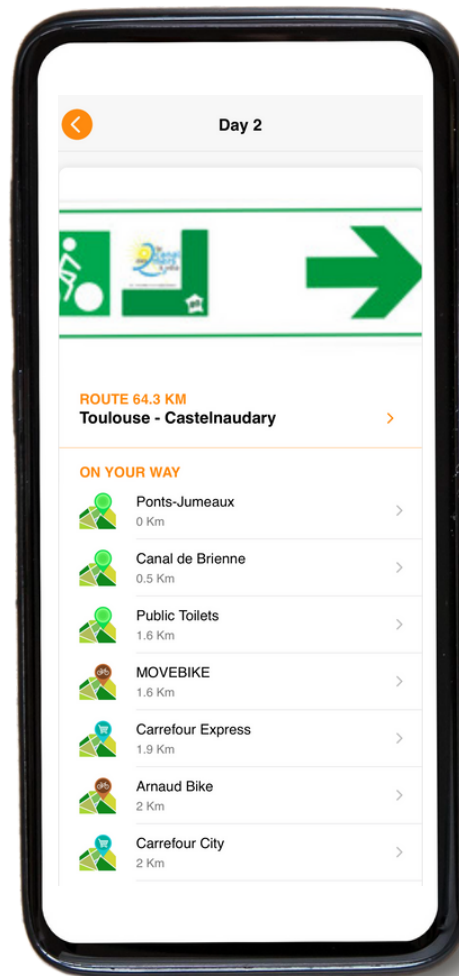 Day 2
ROUTE 64.3 KM
Toulouse - Castelnaudary
ON YOUR WAY
Ponts-Jumeaux
0 Km
Canal de Brienne
0.5 Km
Public Toilets
1.6 Km
MOVEBIKE
1.6 Km
Carrefour Express
1.9 Km
Arnaud Bike
2 Km
Carrefour City
2 Km